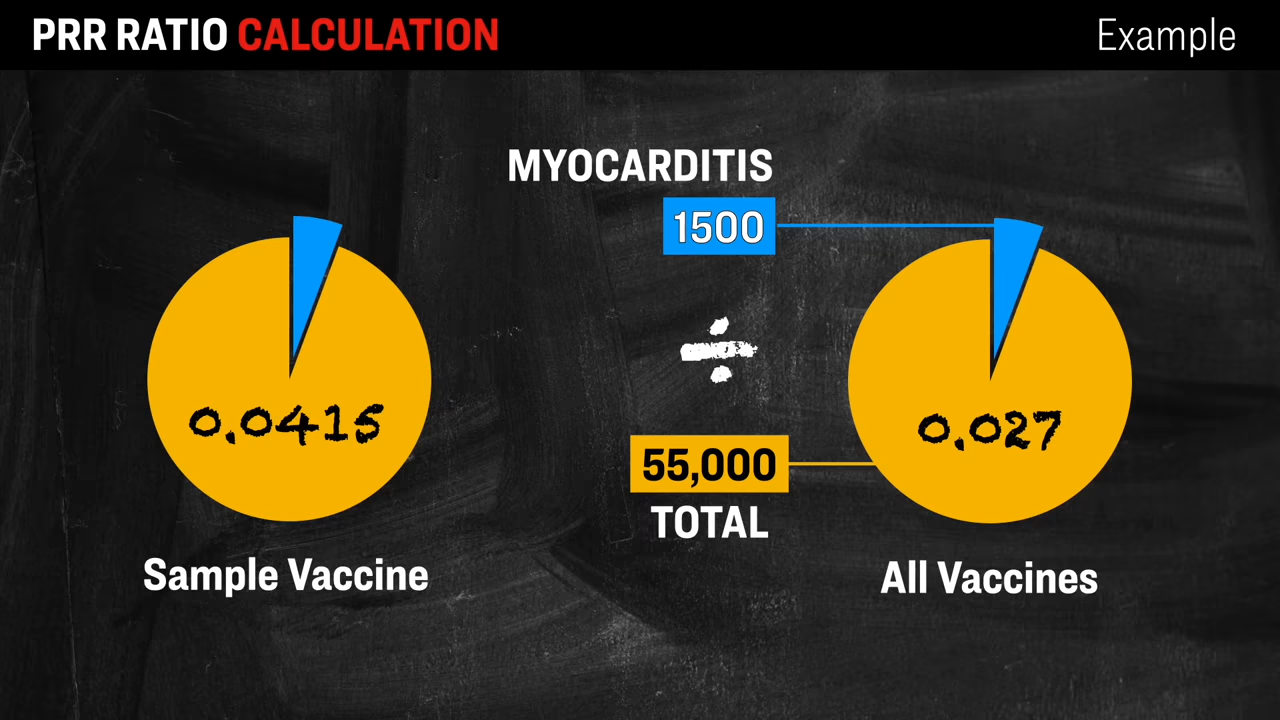 PRR RATIO CALCULATION
Example
MYOCARDITIS
1500
÷
0.0415
0.027
55,000
TOTAL
Sample Vaccine
All Vaccines